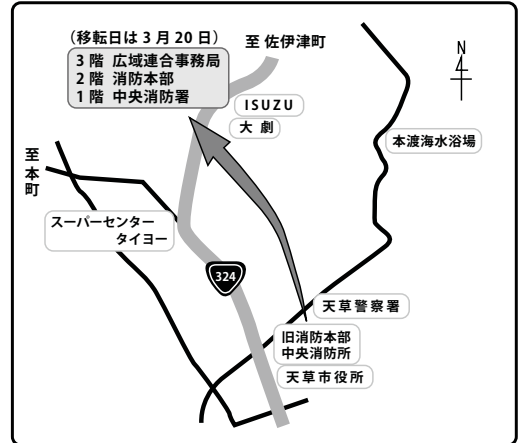 (移転日は3月20日)
3階 広域連合事務局
2階 消防本部
1階 中央消防署
至 佐伊津町
N
ISUZU
大劇
本渡海水浴場
至本町
スーパーセンター
タイヨー
324
天草警察署
旧消防本部
中央消防所
天草市役所